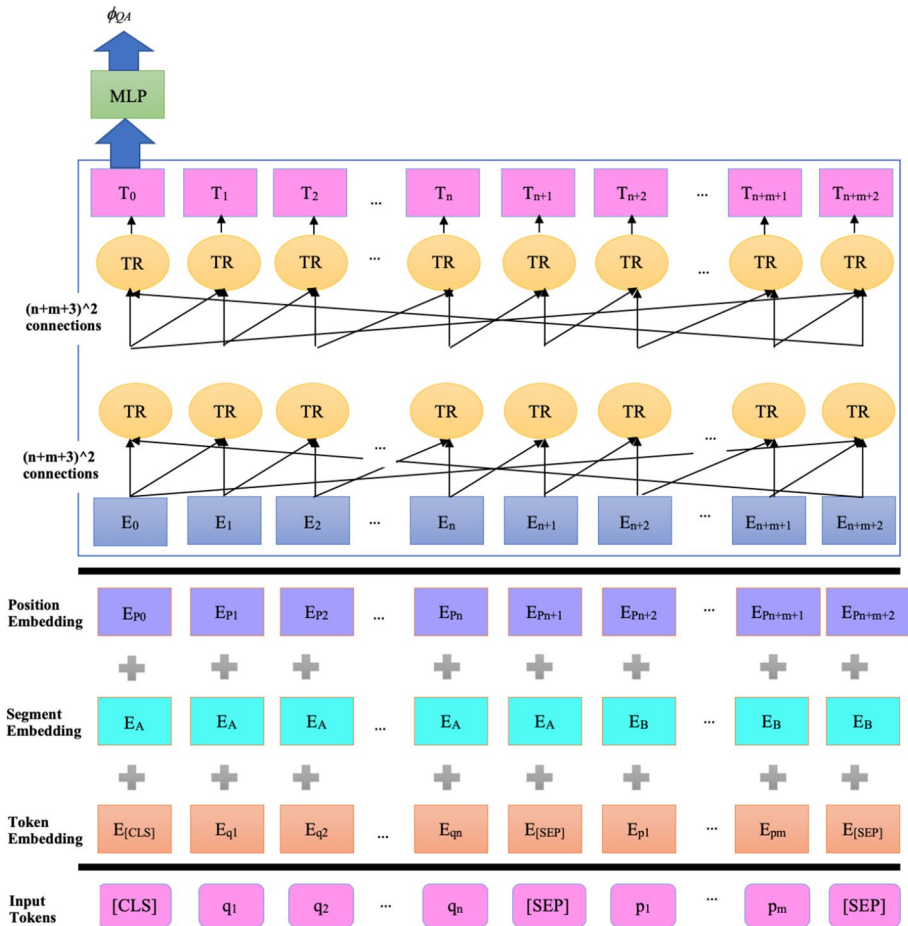 ϕQA
MLP
T0 T1 T2 ... Tn Tn+1 Tn+2 ... Tn+m+1 Tn+m+2
TR TR TR ... TR TR TR ... TR TR
(n+m+3)^2
connections
TR TR TR TR TR TR TR TR
... ...
(n+m+3)^2
connections
E0 E1 E2 ... En En+1 En+2 ... En+m+1 En+m+2
Position
Embedding
EP0 EP1 EP2 ... EPn EPn+1 EPn+2 ... EPn+m+1 EPn+m+2
+ + + + + + + +
Segment
Embedding
EA EA EA ... EA EA EB ... EB EB
+ + + + + + + +
Token
Embedding
E[CLS] Eq1 Eq2 ... Eqn E[SEP] Ep1 ... Epm E[SEP]
Input
Tokens
[CLS] q1 q2 ... qn [SEP] p1 ... pm [SEP]